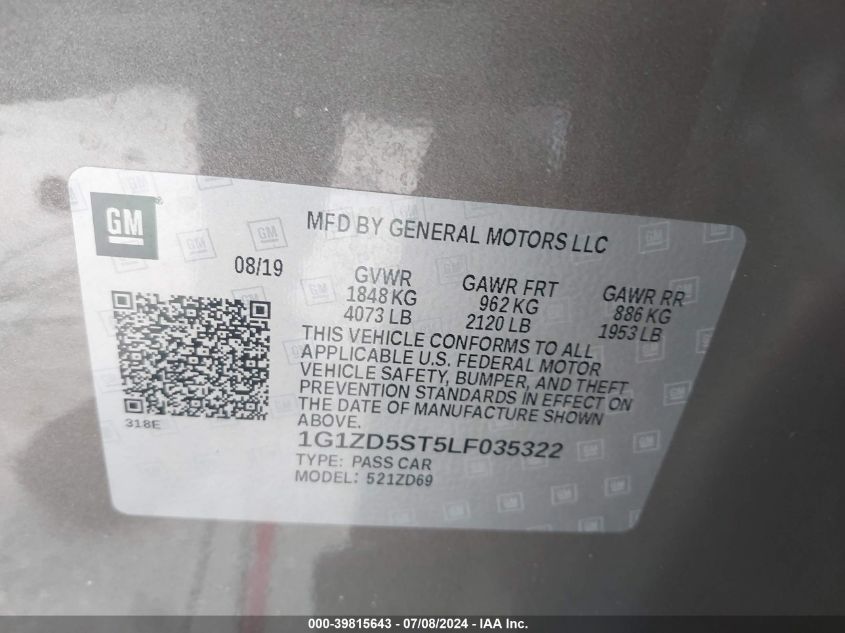 GM®
MFD BY GENERAL MOTORS LLC
08/19
GVWR
1848 KG
4073 LB
GAWR FRT
962 KG
2120 LB
GAWR RR
886 KG
1953 LB
THIS VEHICLE CONFORMS TO ALL
APPLICABLE U.S. FEDERAL MOTOR
VEHICLE SAFETY, BUMPER, AND THEFT
PREVENTION STANDARDS IN EFFECT ON
THE DATE OF MANUFACTURE SHOWN
ABOVE.
318E
1G1ZD5ST5LF035322
TYPE: PASS CAR
MODEL: 521ZD69
000-39815643 - 07/08/2024 - IAA Inc.